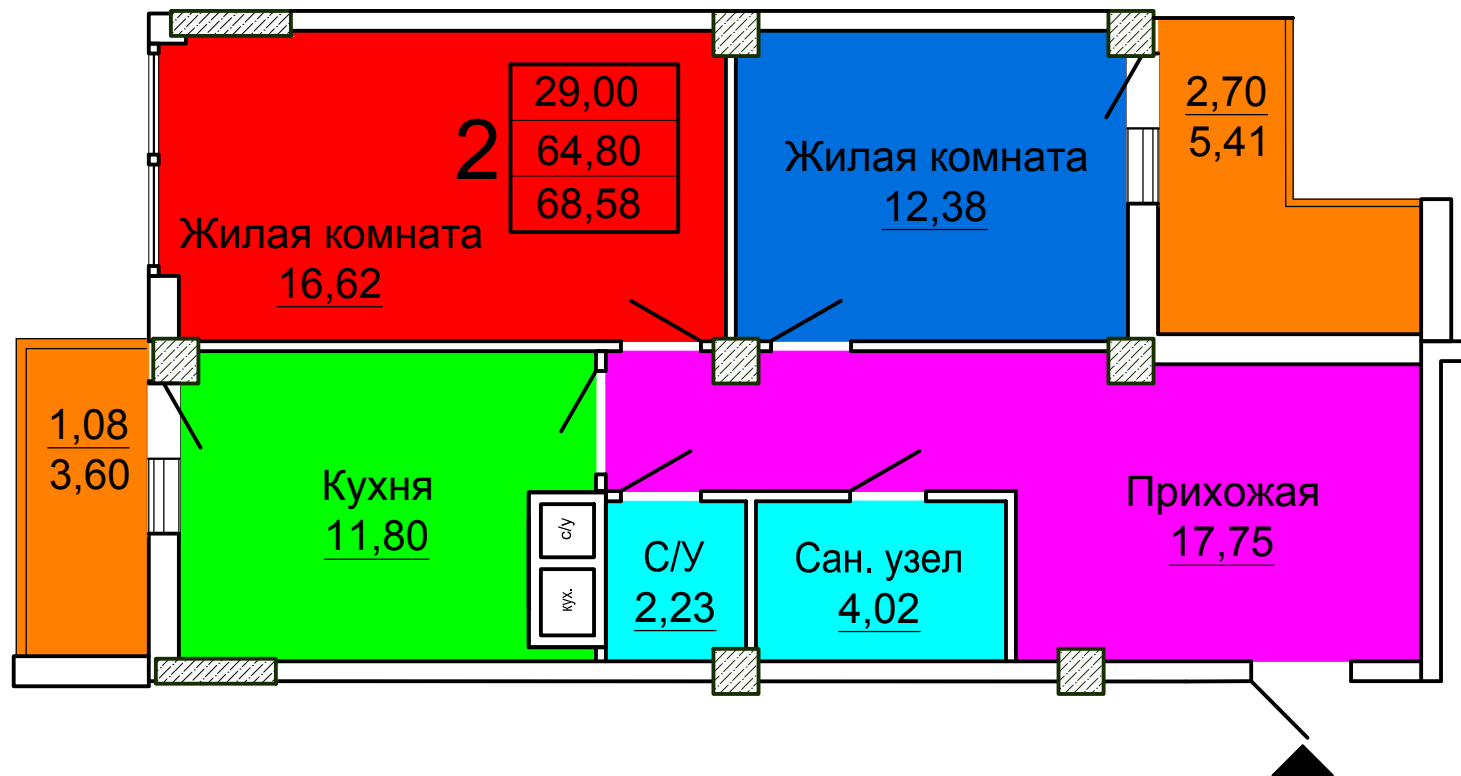 2
29,00
64,80
68,58
Жилая комната
16,62
Жилая комната
12,38
2,70
5,41
1,08
3,60
Кухня
11,80
с/у
кух.
С/У
2,23
Сан. узел
4,02
Прихожая
17,75